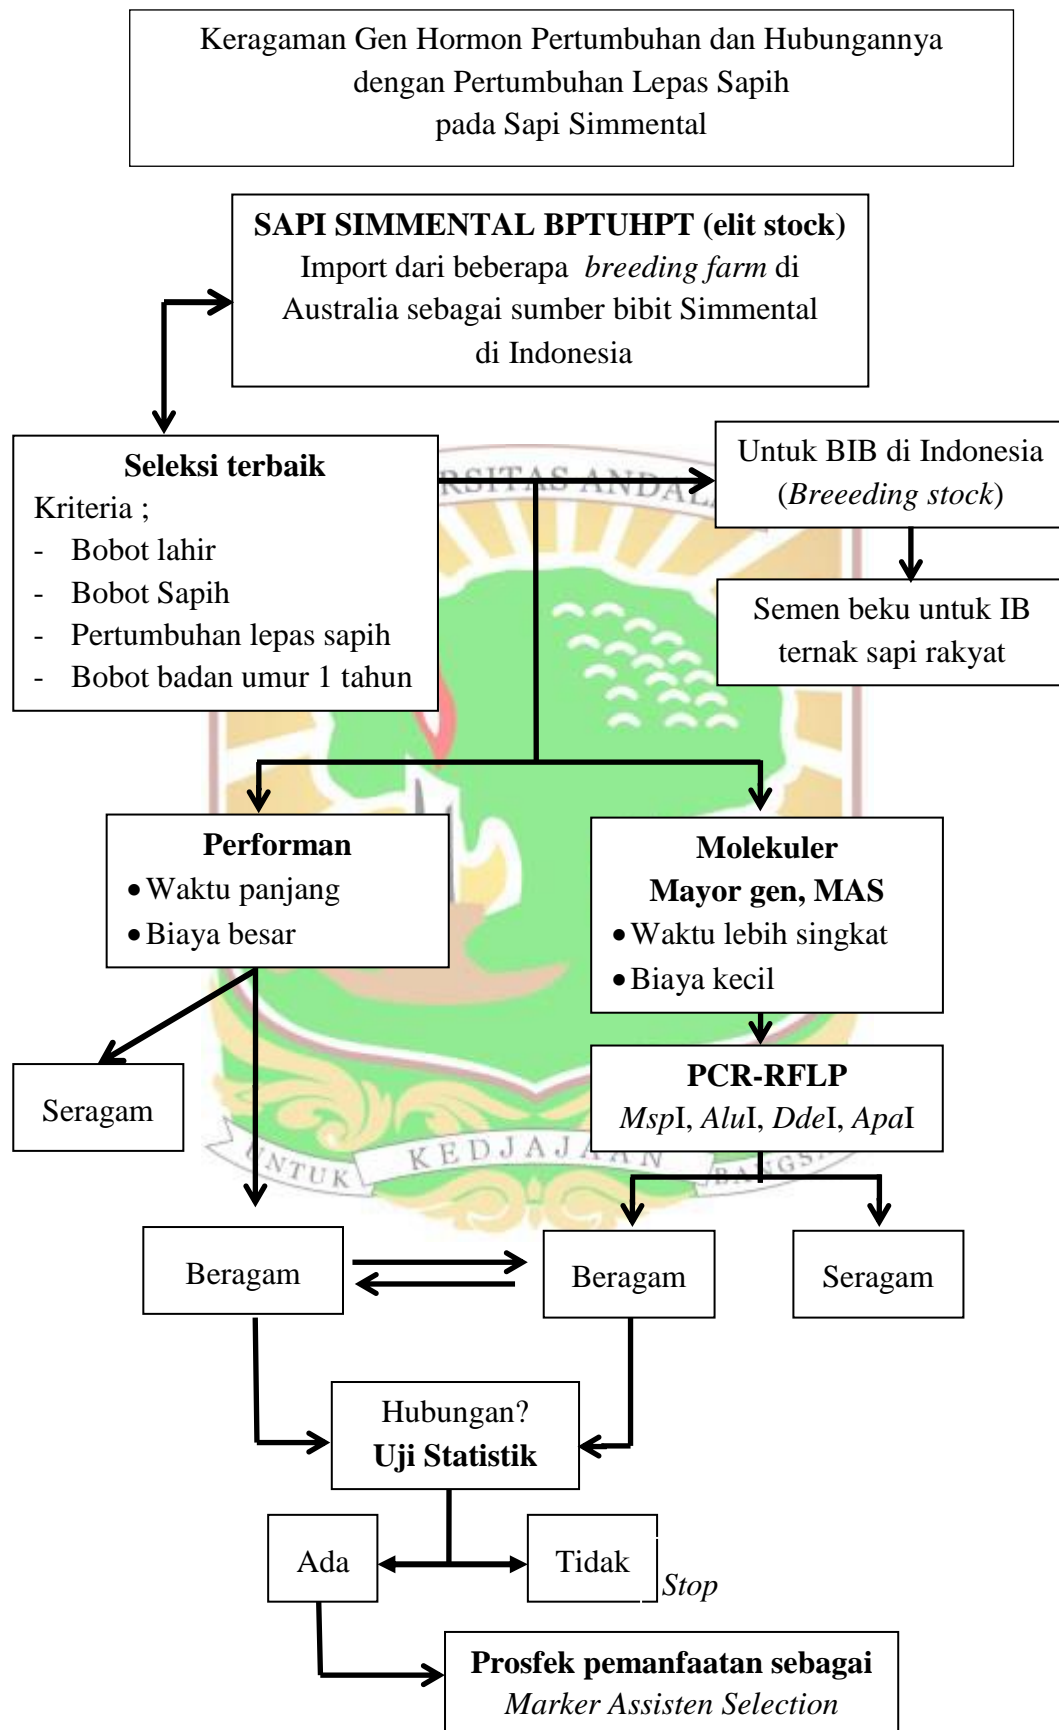 Keragaman Gen Hormon Pertumbuhan dan Hubungannya
dengan Pertumbuhan Lepas Sapih
pada Sapi Simmental
SAPI SIMMENTAL BPTUHPT (elit stock)
Import dari beberapa breeding farm di
Australia sebagai sumber bibit Simmental
di Indonesia
Seleksi terbaik
Kriteria ;
- Bobot lahir
- Bobot Sapih
- Pertumbuhan lepas sapih
- Bobot badan umur 1 tahun
Untuk BIB di Indonesia
(Breeeding stock)
Semen beku untuk IB
ternak sapi rakyat
RSITAS ANDAL
Performan
• Waktu panjang
• Biaya besar
Molekuler
Mayor gen, MAS
• Waktu lebih singkat
• Biaya kecil
Seragam
PCR-RFLP
MspI, AluI, DdeI, ApaI
UNTUK KEDJAJAAN BANGSA
Beragam
Beragam
Seragam
Hubungan?
Uji Statistik
Ada
Tidak
Stop
Prosfek pemanfaatan sebagai
Marker Assisten Selection